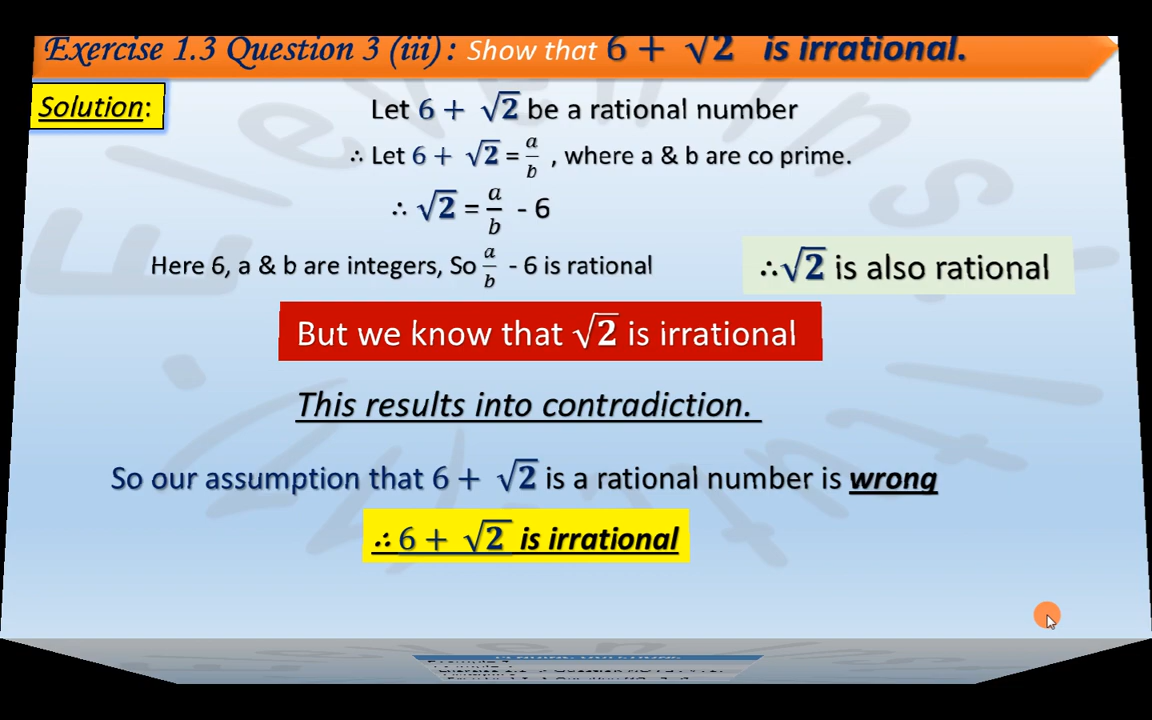 Exercise 1.3 Question 3 (iii) : Show that 6 + √2 is irrational.
Solution:
Let 6 + √2 be a rational number
∴ Let 6 + √2 = a/b , where a & b are co prime.
∴ √2 = a/b - 6
Here 6, a & b are integers, So a/b - 6 is rational
∴√2 is also rational
But we know that √2 is irrational
This results into contradiction.
So our assumption that 6 + √2 is a rational number is wrong
∴ 6 + √2 is irrational